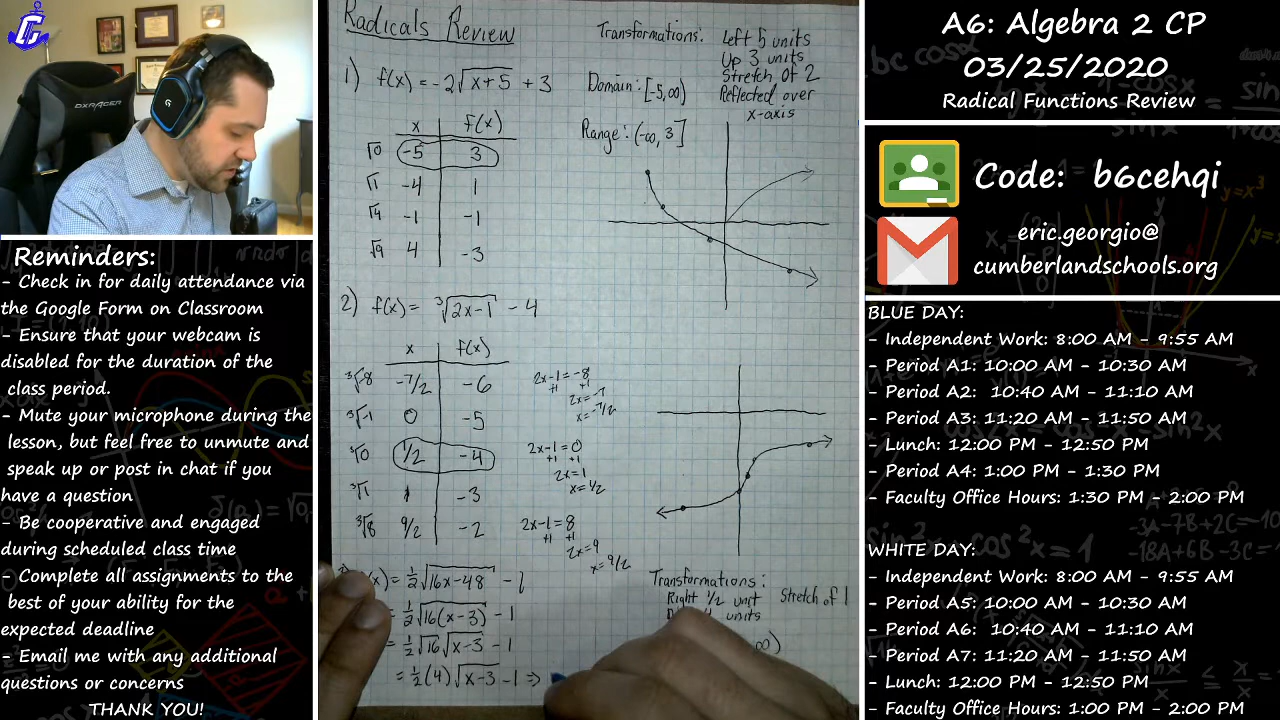 C
DXRACER
G
Reminders:
- Check in for daily attendance via
the Google Form on Classroom
- Ensure that your webcam is
disabled for the duration of the
class period.
- Mute your microphone during the
lesson, but feel free to unmute and
speak up or post in chat if you
have a question
- Be cooperative and engaged
during scheduled class time
- Complete all assignments to the
best of your ability for the
expected deadline
- Email me with any additional
questions or concerns
THANK YOU!
Radicals Review
1) f(x) = -2√(x+5) + 3
x f(x)
√0 -5 3
√1 -4 1
√4 -1 -1
√9 4 -3
Transformations: Left 5 units
Up 3 units
Stretch of 2
Reflected over
x-axis
Domain: [-5, ∞)
Range: (-∞, 3]
2) f(x) = ³√(2x-1) - 4
x f(x)
³√-8 -7/2 -6
³√-1 0 -5
³√0 1/2 -4
³√1 1 -3
³√8 9/2 -2
2x-1=-8
+1 +1
2x=-7
x=-7/2
2x-1=0
+1 +1
2x=1
x=1/2
2x-1=8
+1 +1
2x=9
x=9/2
Transformations:
Right 1/2 unit Stretch of 1
units
∞)
(x) = ½√(16x-48) - 1
= ½√(16(x-3)) - 1
= ½√16 √(x-3) - 1
= ½(4)√(x-3) - 1 ⇒
A6: Algebra 2 CP
03/25/2020
Radical Functions Review
Code: b6cehqi
eric.georgio@
cumberlandschools.org
BLUE DAY:
- Independent Work: 8:00 AM - 9:55 AM
- Period A1: 10:00 AM - 10:30 AM
- Period A2: 10:40 AM - 11:10 AM
- Period A3: 11:20 AM - 11:50 AM
- Lunch: 12:00 PM - 12:50 PM
- Period A4: 1:00 PM - 1:30 PM
- Faculty Office Hours: 1:30 PM - 2:00 PM
WHITE DAY:
- Independent Work: 8:00 AM - 9:55 AM
- Period A5: 10:00 AM - 10:30 AM
- Period A6: 10:40 AM - 11:10 AM
- Period A7: 11:20 AM - 11:50 AM
- Lunch: 12:00 PM - 12:50 PM
- Faculty Office Hours: 1:30 PM - 2:00 PM